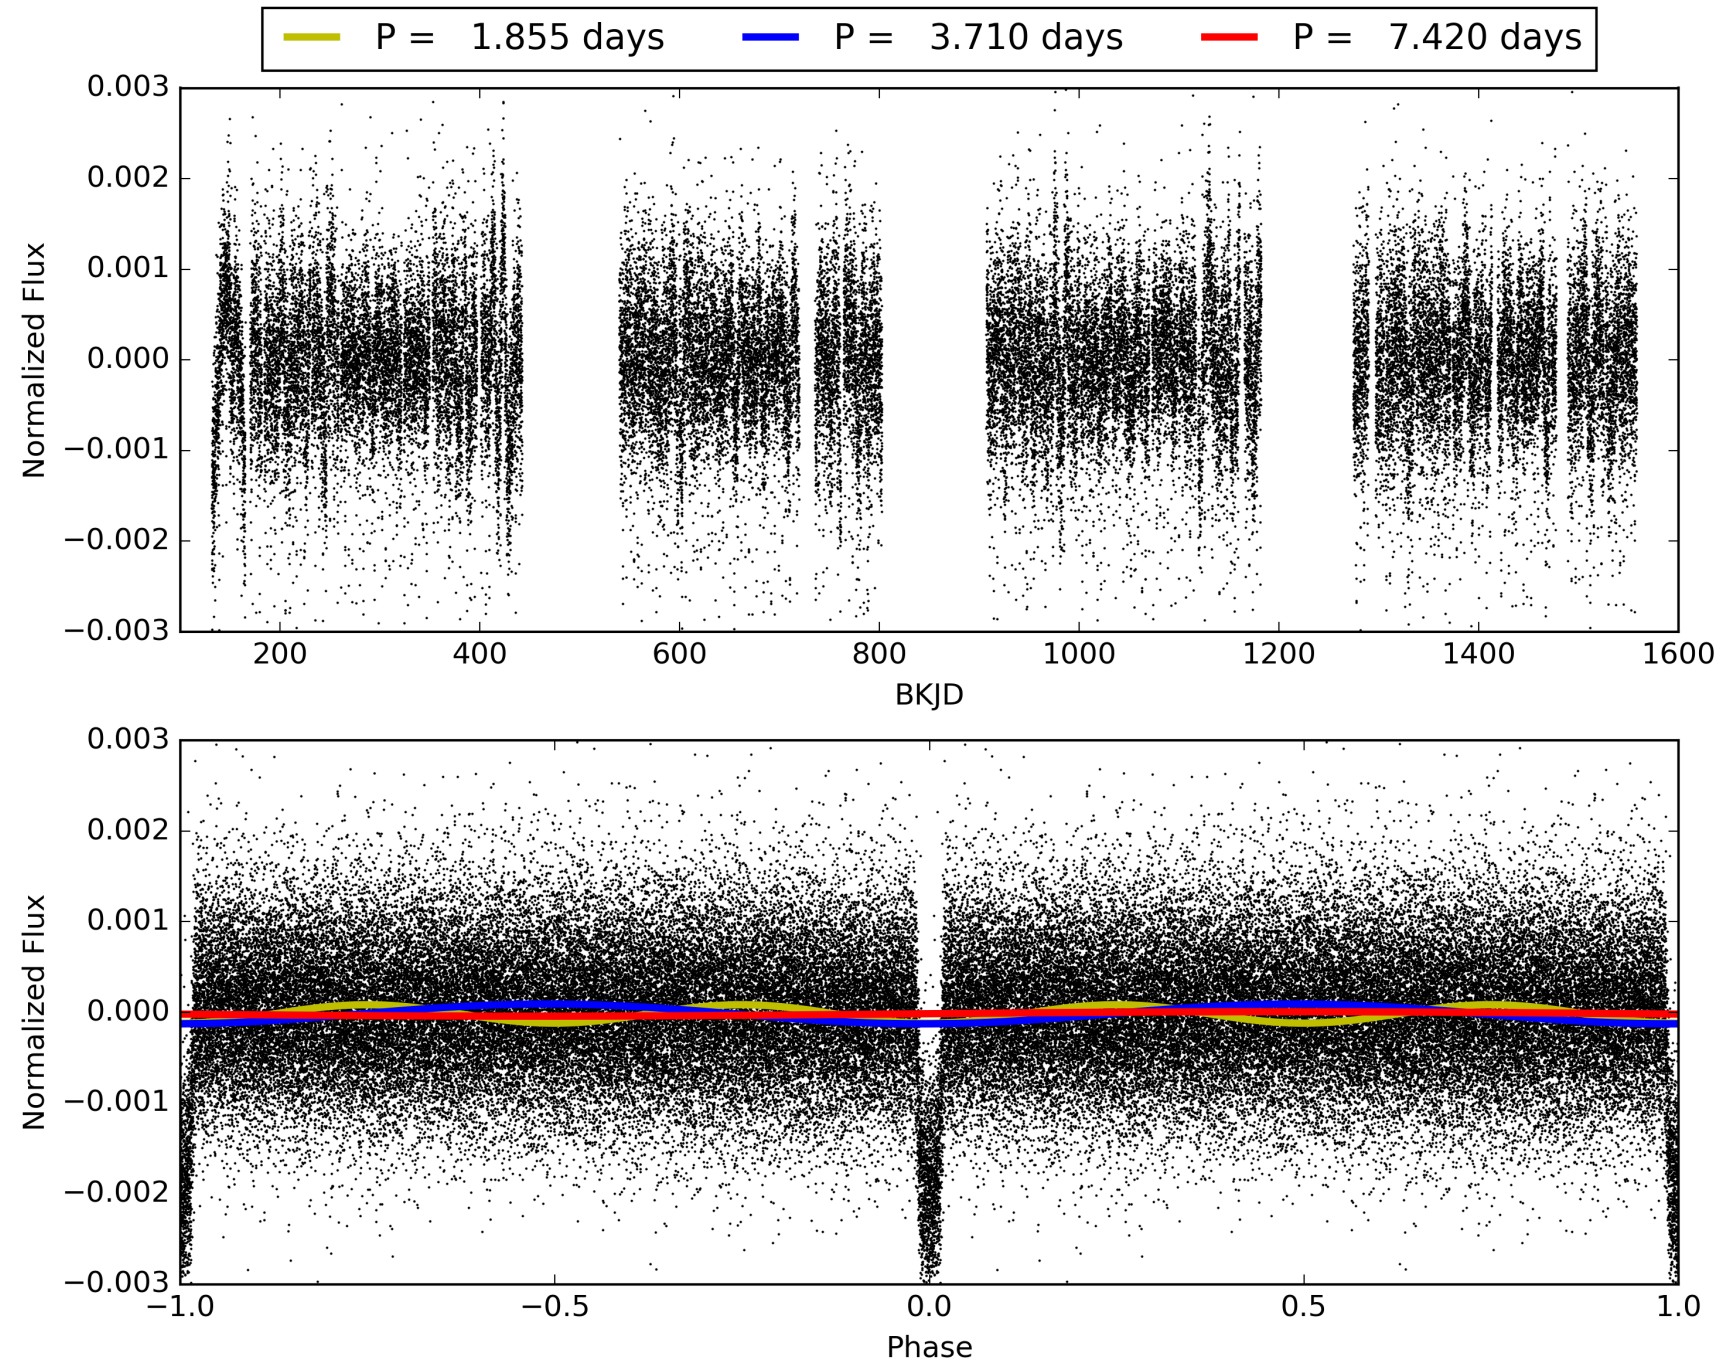 P = 1.855 days P = 3.710 days P = 7.420 days
0.003
0.002
0.001
0.000
−0.001
−0.002
−0.003
Normalized Flux
200 400 600 800 1000 1200 1400 1600
BKJD
0.003
0.002
0.001
0.000
−0.001
−0.002
−0.003
Normalized Flux
−1.0 −0.5 0.0 0.5 1.0
Phase